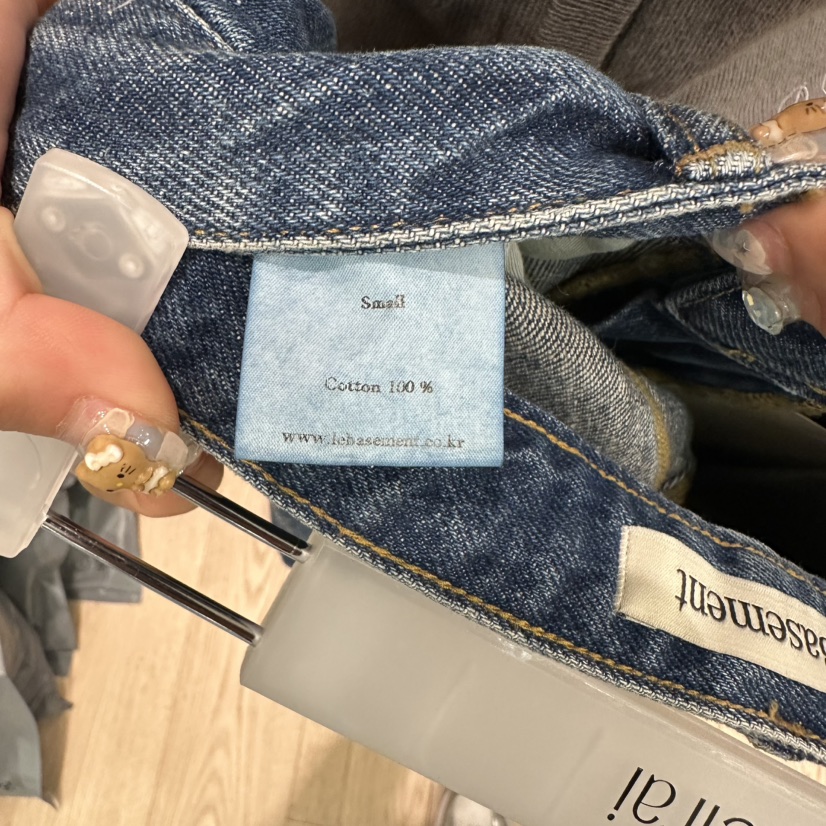 Small
Cotton 100 %
www.lebasement.co.kr
basement